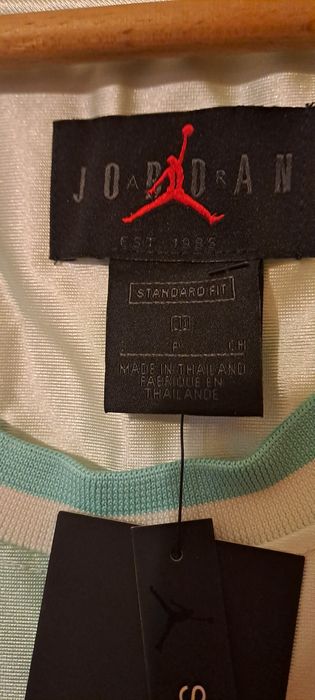 JORDAN
AIR
EST. 1985
STANDARD FIT
MADE IN THAILAND
FABRIQUE EN
THAILANDE
S